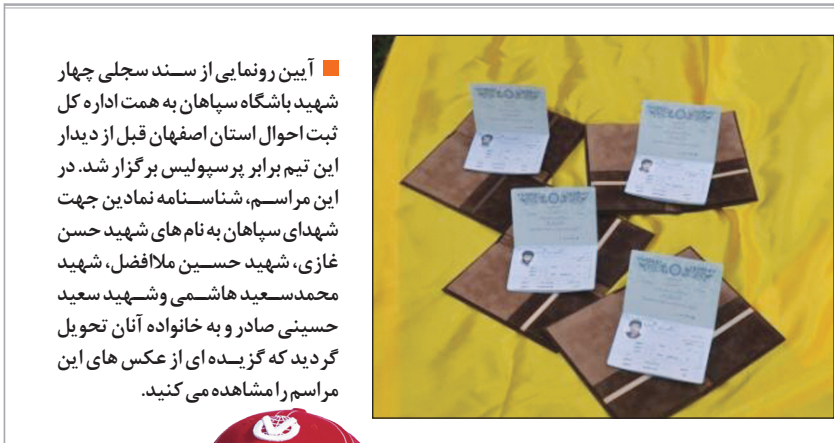 آیین رونمایی از سند سجلی چهار
شهید باشگاه سپاهان به همت اداره کل
ثبت احوال استان اصفهان قبل از دیدار
این تیم برابر پرسپولیس برگزار شد. در
این مراسم، شناسنامه نمادین جهت
شهدای سپاهان به نام های شهید حسن
غازی، شهید حسین ملاافضل، شهید
محمدسعید هاشمی وشهید سعید
حسینی صادر و به خانواده آنان تحویل
گردید که گزیده ای از عکس های این
مراسم را مشاهده می کنید.